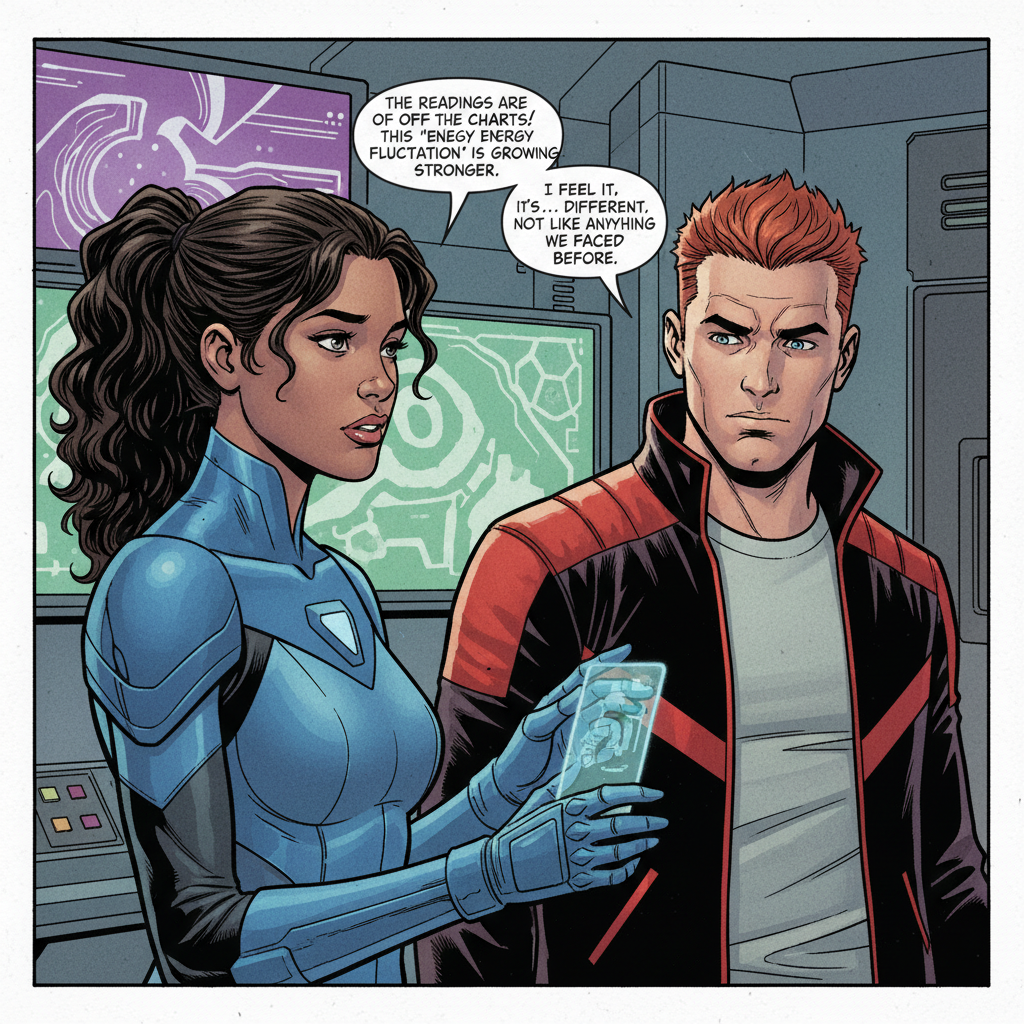 THE READINGS ARE
OF OFF THE CHARTS!
THIS "ENEGY ENERGY
FLUCTATION" IS GROWING
STRONGER.
I FEEL IT,
IT'S... DIFFERENT,
NOT LIKE ANYYHING
WE FACED
BEFORE.